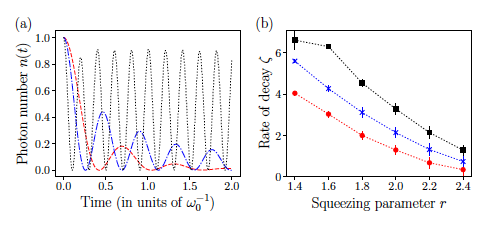 (a)
Photon number n(t)
1.0
0.8
0.6
0.4
0.2
0.0
0.0 0.5 1.0 1.5 2.0
Time (in units of ω₀⁻¹)
(b)
Rate of decay ζ
6
4
2
0
1.4 1.6 1.8 2.0 2.2 2.4
Squeezing parameter r